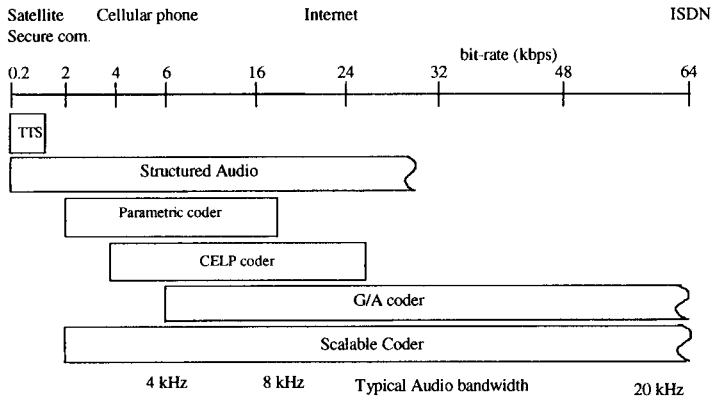 Satellite Cellular phone Internet ISDN
Secure com.
bit-rate (kbps)
0.2 2 4 6 16 24 32 48 64
TTS
Structured Audio
Parametric coder
CELP coder
G/A coder
Scalable Coder
4 kHz 8 kHz Typical Audio bandwidth 20 kHz